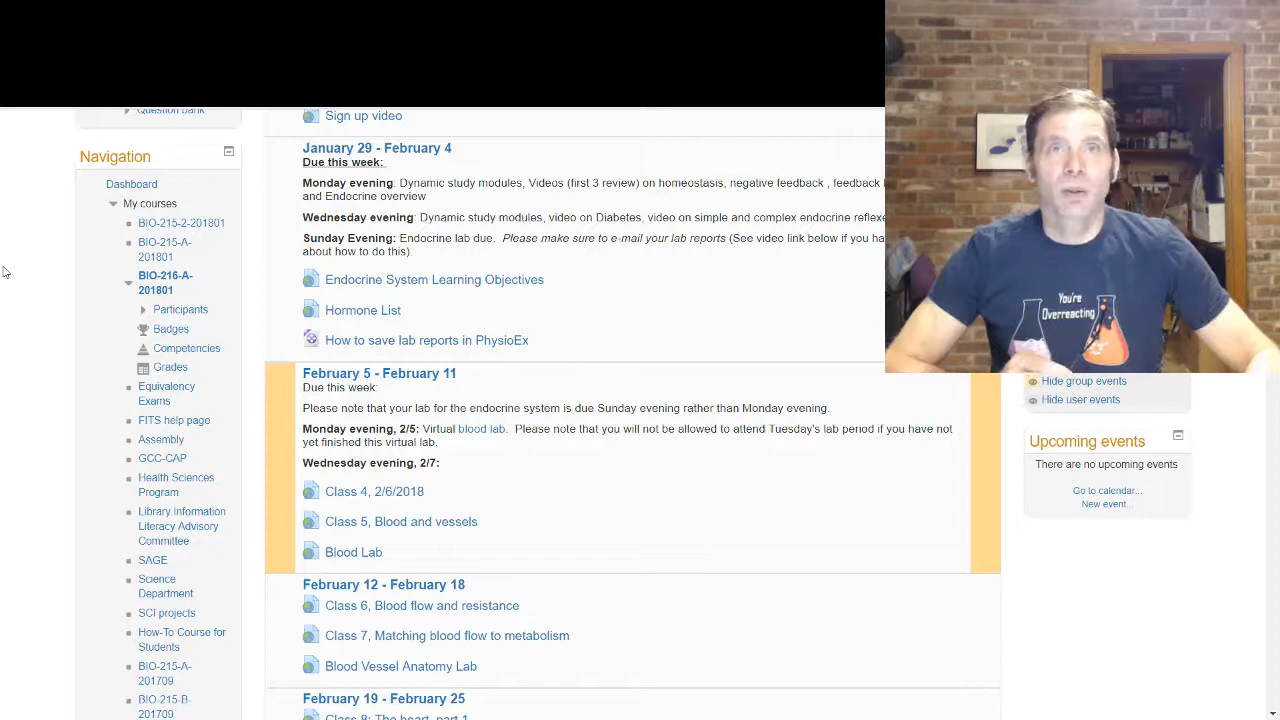 Question bank
Navigation
Dashboard
My courses
BIO-215-2-201801
BIO-215-A-
201801
BIO-216-A-
201801
Participants
Badges
Competencies
Grades
Equivalency
Exams
FITS help page
Assembly
GCC-CAP
Health Sciences
Program
Library Information
Literacy Advisory
Committee
SAGE
Science
Department
SCI projects
How-To Course for
Students
BIO-215-A-
201709
BIO-215-B-
201709
Sign up video
January 29 - February 4
Due this week:
Monday evening. Dynamic study modules, Videos (first 3 review) on homeostasis, negative feedback , feedback
and Endocrine overview
Wednesday evening: Dynamic study modules, video on Diabetes, video on simple and complex endocrine
Sunday Evening: Endocrine lab due. Please make sure to e-mail your lab reports (See video link below if you
about how to do this).
Endocrine System Learning Objectives
Hormone List
How to save lab reports in PhysioEx
February 5 - February 11
Due this week:
Please note that your lab for the endocrine system is due Sunday evening rather than Monday evening.
Monday evening, 2/5: Virtual blood lab. Please note that you will not be allowed to attend Tuesday's lab period if you have not
yet finished this virtual lab.
Wednesday evening, 2/7:
Class 4, 2/6/2018
Class 5, Blood and vessels
Blood Lab
February 12 - February 18
Class 6, Blood flow and resistance
Class 7, Matching blood flow to metabolism
Blood Vessel Anatomy Lab
February 19 - February 25
Class 8: The heart, part 1
You're
Overreacting
Hide group events
Hide user events
Upcoming events
There are no upcoming events
Go to calendar...
New event...